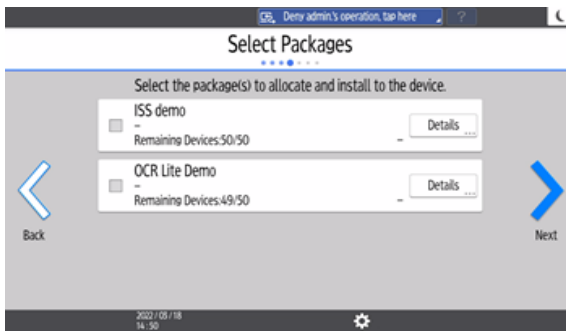 Deny admin.'s operation, tap here
?
Select Packages
Select the package(s) to allocate and install to the device.
ISS demo
–
Remaining Devices:50/50
–
Details ...
OCR Lite Demo
–
Remaining Devices:49/50
–
Details ...
Back
Next
2022/03/18
14:50